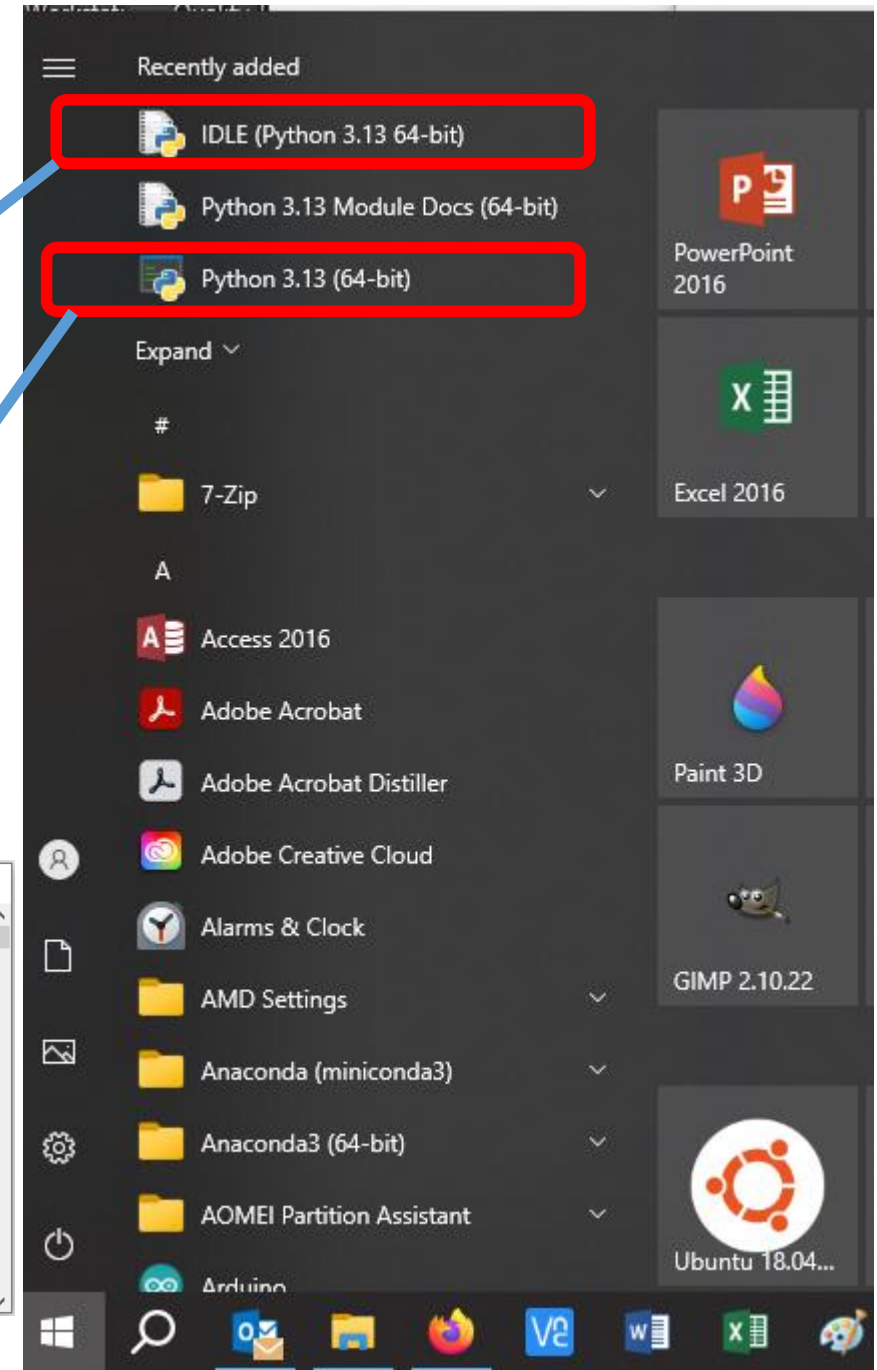 Recently added
IDLE (Python 3.13 64-bit)
Python 3.13 Module Docs (64-bit)
Python 3.13 (64-bit)
Expand
#
7-Zip
A
Access 2016
Adobe Acrobat
Adobe Acrobat Distiller
Adobe Creative Cloud
Alarms & Clock
AMD Settings
Anaconda (miniconda3)
Anaconda3 (64-bit)
AOMEI Partition Assistant
Arduino
PowerPoint
2016
Excel 2016
Paint 3D
GIMP 2.10.22
Ubuntu 18.04...